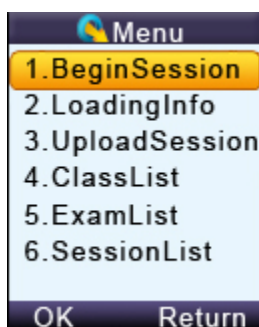 Menu
1.BeginSession
2.LoadingInfo
3.UploadSession
4.ClassList
5.ExamList
6.SessionList
OK Return